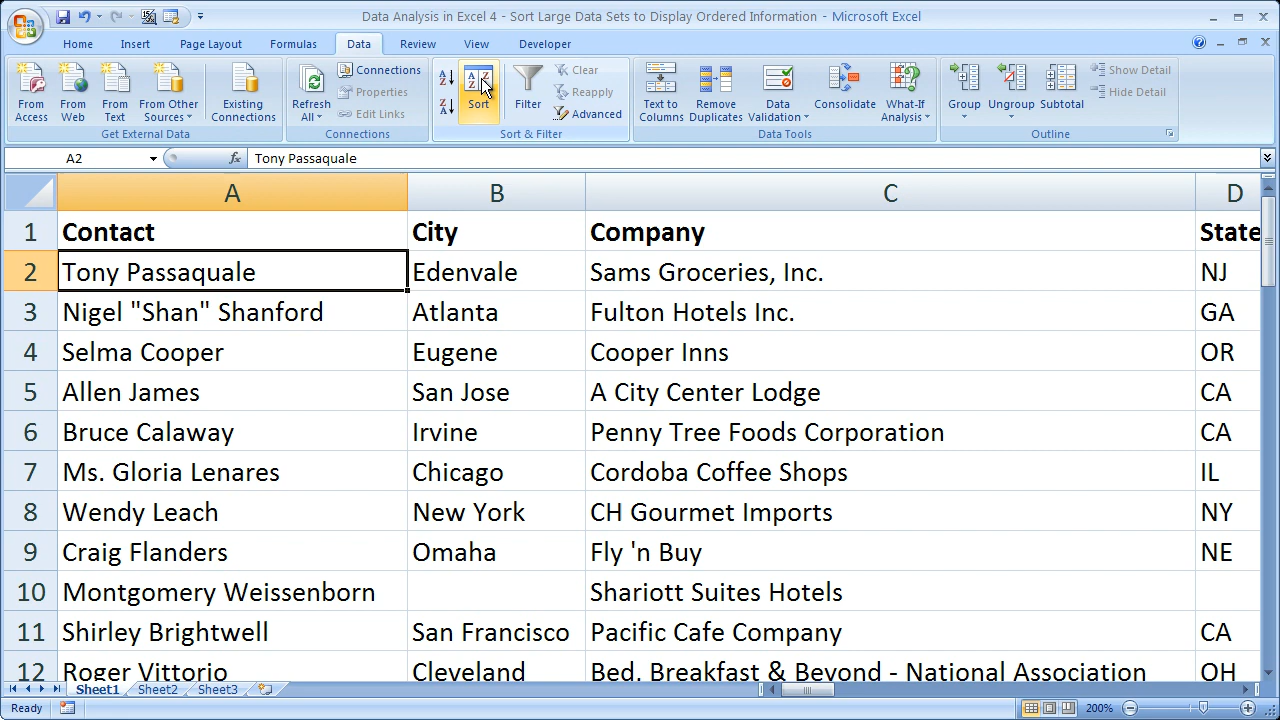 Data Analysis in Excel 4 - Sort Large Data Sets to Display Ordered Information - Microsoft Excel
Home Insert Page Layout Formulas Data Review View Developer
From Access
From Web
From Text
From Other Sources
Existing Connections
Get External Data
Refresh All
Connections
Properties
Edit Links
Connections
Sort
Filter
Clear
Reapply
Advanced
Sort & Filter
Text to Columns
Remove Duplicates
Data Validation
Consolidate
What-If Analysis
Data Tools
Group
Ungroup
Subtotal
Show Detail
Hide Detail
Outline
A2 fx Tony Passaquale
A B C D
1 Contact City Company State
2 Tony Passaquale Edenvale Sams Groceries, Inc. NJ
3 Nigel "Shan" Shanford Atlanta Fulton Hotels Inc. GA
4 Selma Cooper Eugene Cooper Inns OR
5 Allen James San Jose A City Center Lodge CA
6 Bruce Calaway Irvine Penny Tree Foods Corporation CA
7 Ms. Gloria Lenares Chicago Cordoba Coffee Shops IL
8 Wendy Leach New York CH Gourmet Imports NY
9 Craig Flanders Omaha Fly 'n Buy NE
10 Montgomery Weissenborn Shariott Suites Hotels
11 Shirley Brightwell San Francisco Pacific Cafe Company CA
12 Roger Vittorio Cleveland Bed, Breakfast & Beyond - National Association OH
Sheet1 Sheet2 Sheet3
Ready 200%